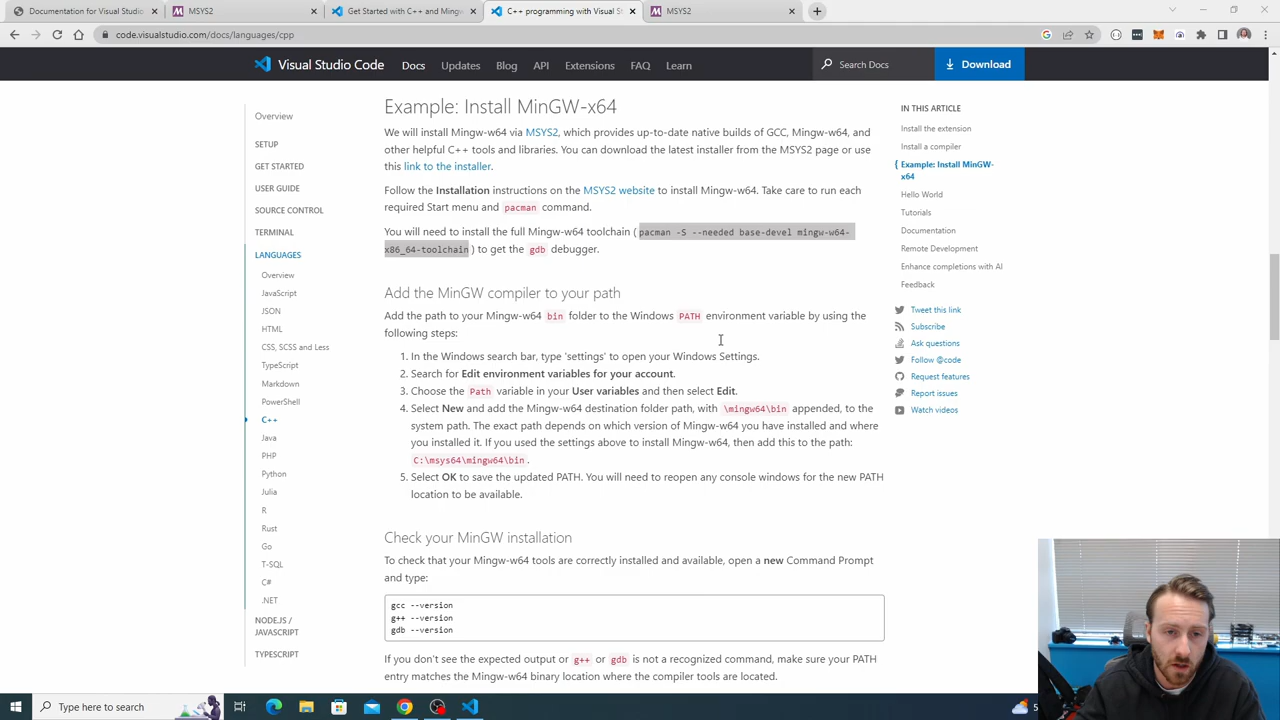 Documentation for Visual Studio
MSYS2
Get Started with C++ and Mingw
C++ programming with Visual St
MSYS2
code.visualstudio.com/docs/languages/cpp
Visual Studio Code
Docs
Updates
Blog
API
Extensions
FAQ
Learn
Search Docs
Download
Overview
SETUP
GET STARTED
USER GUIDE
SOURCE CONTROL
TERMINAL
LANGUAGES
Overview
JavaScript
JSON
HTML
CSS, SCSS and Less
TypeScript
Markdown
PowerShell
C++
Java
PHP
Python
Julia
R
Rust
Go
T-SQL
C#
.NET
NODE.JS /
JAVASCRIPT
TYPESCRIPT
Example: Install MinGW-x64
We will install Mingw-w64 via MSYS2, which provides up-to-date native builds of GCC, Mingw-w64, and
other helpful C++ tools and libraries. You can download the latest installer from the MSYS2 page or use
this link to the installer.
Follow the Installation instructions on the MSYS2 website to install Mingw-w64. Take care to run each
required Start menu and pacman command.
You will need to install the full Mingw-w64 toolchain ( pacman -S --needed base-devel mingw-w64-
x86_64-toolchain ) to get the gdb debugger.
Add the MinGW compiler to your path
Add the path to your Mingw-w64 bin folder to the Windows PATH environment variable by using the
following steps:
1. In the Windows search bar, type 'settings' to open your Windows Settings.
2. Search for Edit environment variables for your account.
3. Choose the Path variable in your User variables and then select Edit.
4. Select New and add the Mingw-w64 destination folder path, with \mingw64\bin appended, to the
system path. The exact path depends on which version of Mingw-w64 you have installed and where
you installed it. If you used the settings above to install Mingw-w64, then add this to the path:
C:\msys64\mingw64\bin .
5. Select OK to save the updated PATH. You will need to reopen any console windows for the new PATH
location to be available.
Check your MinGW installation
To check that your Mingw-w64 tools are correctly installed and available, open a new Command Prompt
and type:
gcc --version
g++ --version
gdb --version
If you don't see the expected output or g++ or gdb is not a recognized command, make sure your PATH
entry matches the Mingw-w64 binary location where the compiler tools are located.
IN THIS ARTICLE
Install the extension
Install a compiler
Example: Install MinGW-
x64
Hello World
Tutorials
Documentation
Remote Development
Enhance completions with AI
Feedback
Tweet this link
Subscribe
Ask questions
Follow @code
Request features
Report issues
Watch videos
Type here to search